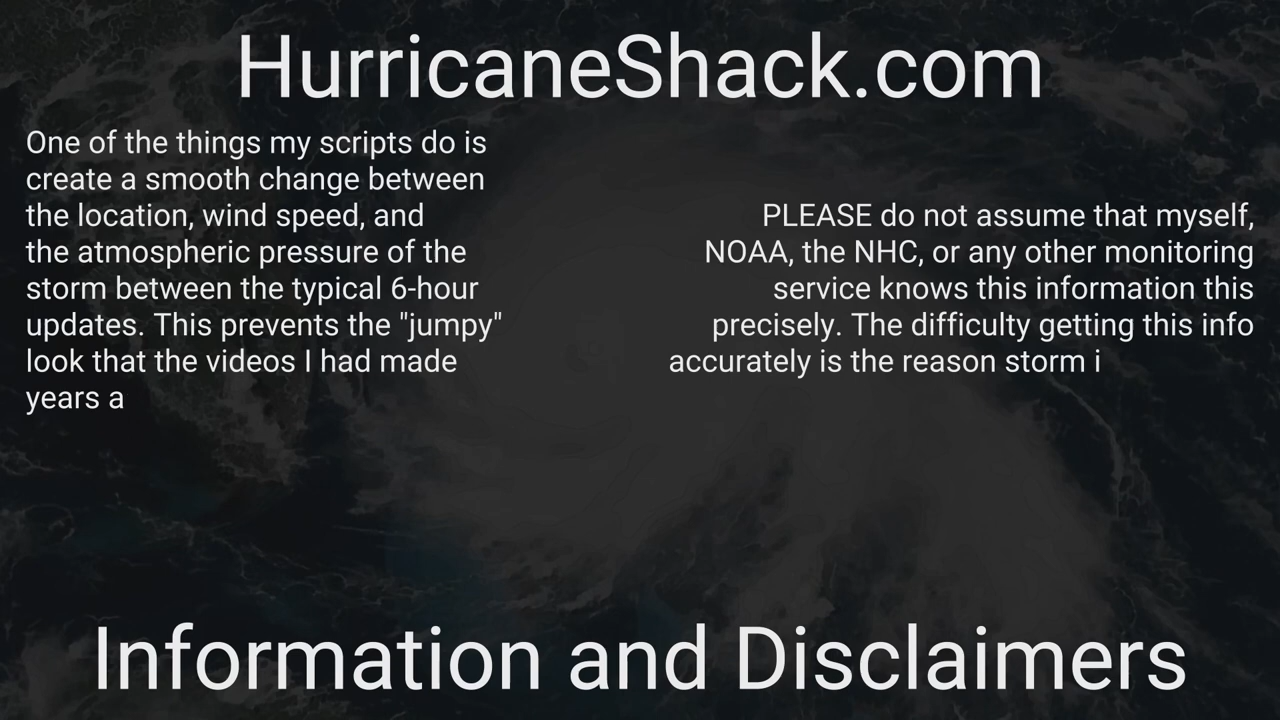 HurricaneShack.com
One of the things my scripts do is
create a smooth change between
the location, wind speed, and
the atmospheric pressure of the
storm between the typical 6-hour
updates. This prevents the "jumpy"
look that the videos I had made
years a
PLEASE do not assume that myself,
NOAA, the NHC, or any other monitoring
service knows this information this
precisely. The difficulty getting this info
accurately is the reason storm i
Information and Disclaimers